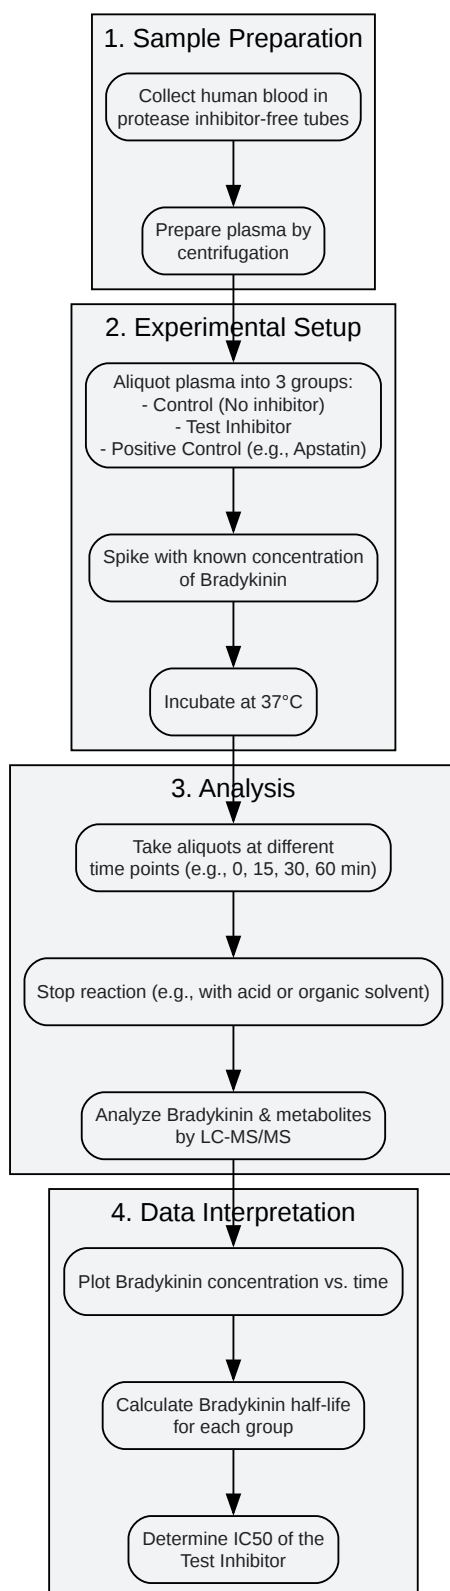 1. Sample Preparation
Collect human blood in
protease inhibitor-free tubes
Prepare plasma by
centrifugation
2. Experimental Setup
Aliquot plasma into 3 groups:
- Control (No inhibitor)
- Test Inhibitor
- Positive Control (e.g., Apstatin)
Spike with known concentration
of Bradykinin
Incubate at 37°C
3. Analysis
Take aliquots at different
time points (e.g., 0, 15, 30, 60 min)
Stop reaction (e.g., with acid or organic solvent)
Analyze Bradykinin & metabolites
by LC-MS/MS
4. Data Interpretation
Plot Bradykinin concentration vs. time
Calculate Bradykinin half-life
for each group
Determine IC50 of the
Test Inhibitor